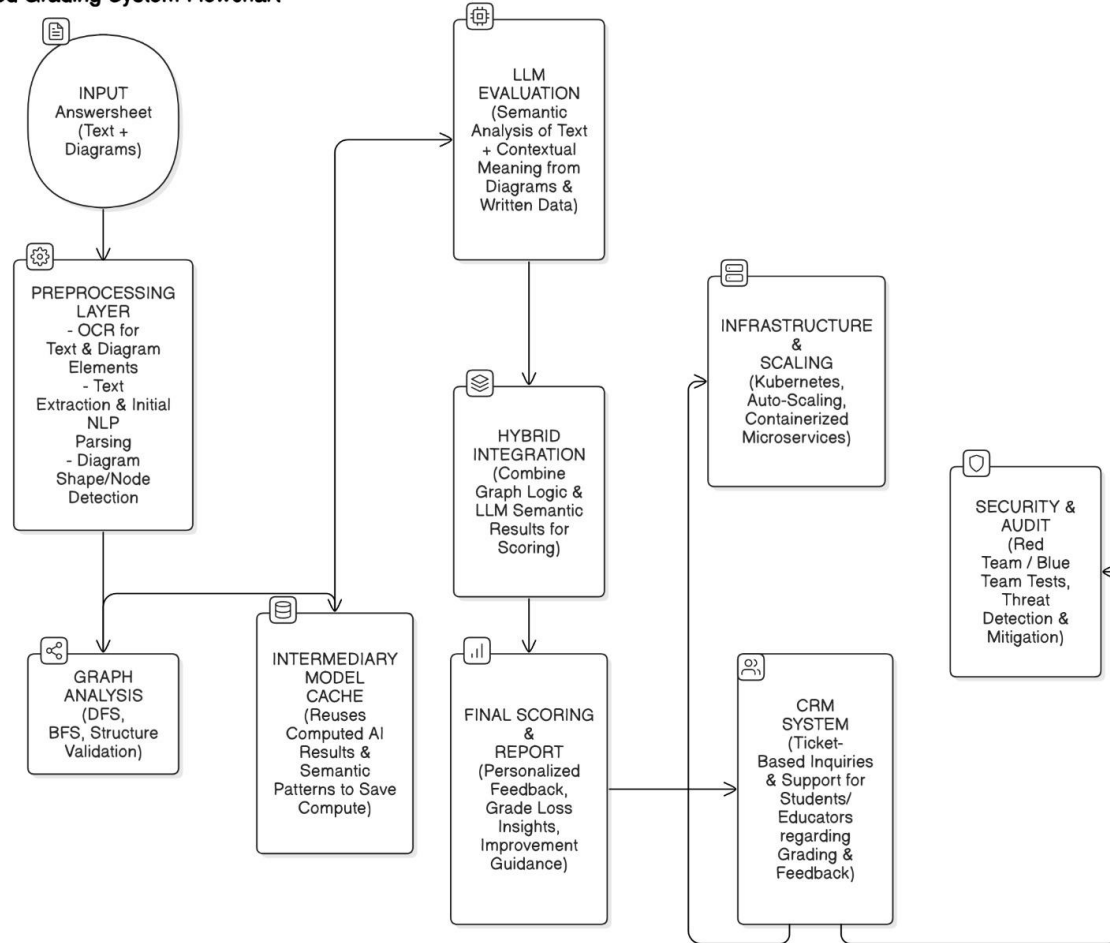 Grading System Flowchart
INPUT
Answersheet
(Text +
Diagrams)
PREPROCESSING
LAYER
- OCR for
Text & Diagram
Elements
- Text
Extraction & Initial
NLP
Parsing
- Diagram
Shape/Node
Detection
GRAPH
ANALYSIS
(DFS,
BFS, Structure
Validation)
INTERMEDIARY
MODEL
CACHE
(Reuses
Computed AI
Results &
Semantic
Patterns to Save
Compute)
LLM
EVALUATION
(Semantic
Analysis of Text
+ Contextual
Meaning from
Diagrams &
Written Data)
HYBRID
INTEGRATION
(Combine
Graph Logic &
LLM Semantic
Results for
Scoring)
FINAL SCORING
&
REPORT
(Personalized
Feedback,
Grade Loss
Insights,
Improvement
Guidance)
INFRASTRUCTURE
&
SCALING
(Kubernetes,
Auto-Scaling,
Containerized
Microservices)
CRM
SYSTEM
(Ticket-
Based Inquiries
& Support for
Students/
Educators
regarding
Grading &
Feedback)
SECURITY &
AUDIT
(Red
Team / Blue
Team Tests,
Threat
Detection &
Mitigation)